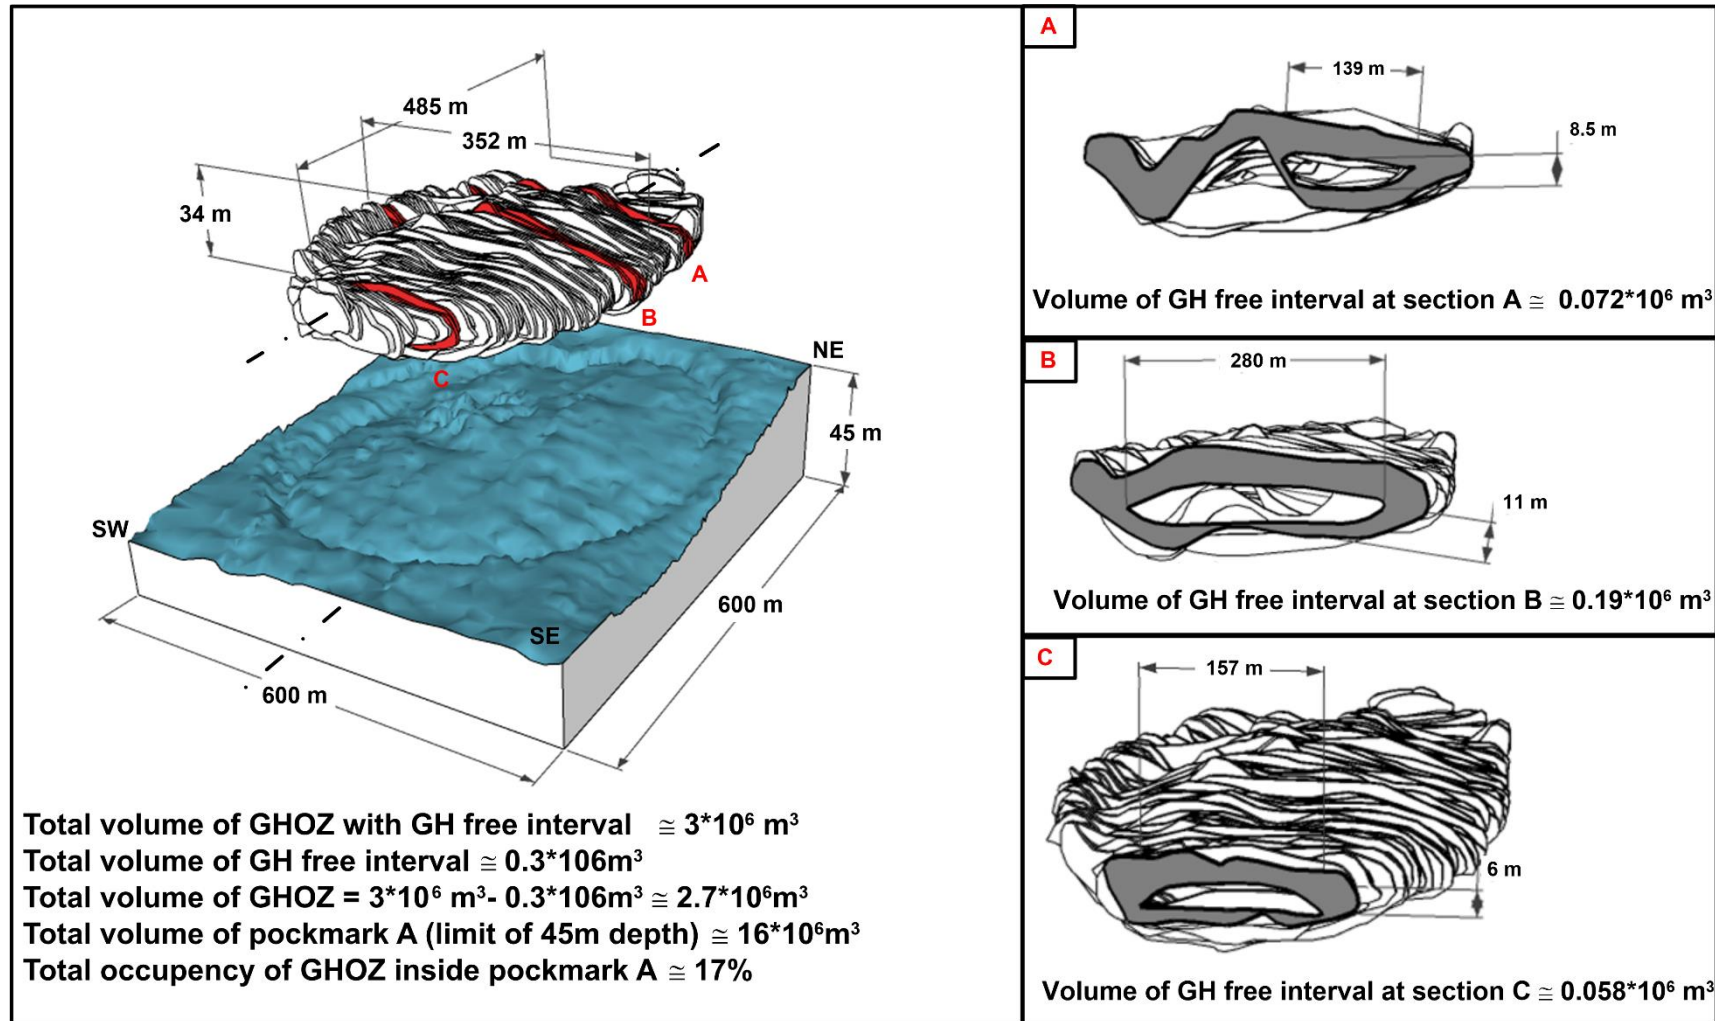 485 m
352 m
34 m
A
B
C
NE
45 m
SW
600 m
SE
600 m
Total volume of GHOZ with GH free interval ≅ 3*10⁶ m³
Total volume of GH free interval ≅ 0.3*106m³
Total volume of GHOZ = 3*10⁶ m³- 0.3*106m³ ≅ 2.7*10⁶m³
Total volume of pockmark A (limit of 45m depth) ≅ 16*10⁶m³
Total occupency of GHOZ inside pockmark A ≅ 17%
A
139 m
8.5 m
Volume of GH free interval at section A ≅ 0.072*10⁶ m³
B
280 m
11 m
Volume of GH free interval at section B ≅ 0.19*10⁶ m³
C
157 m
6 m
Volume of GH free interval at section C ≅ 0.058*10⁶ m³